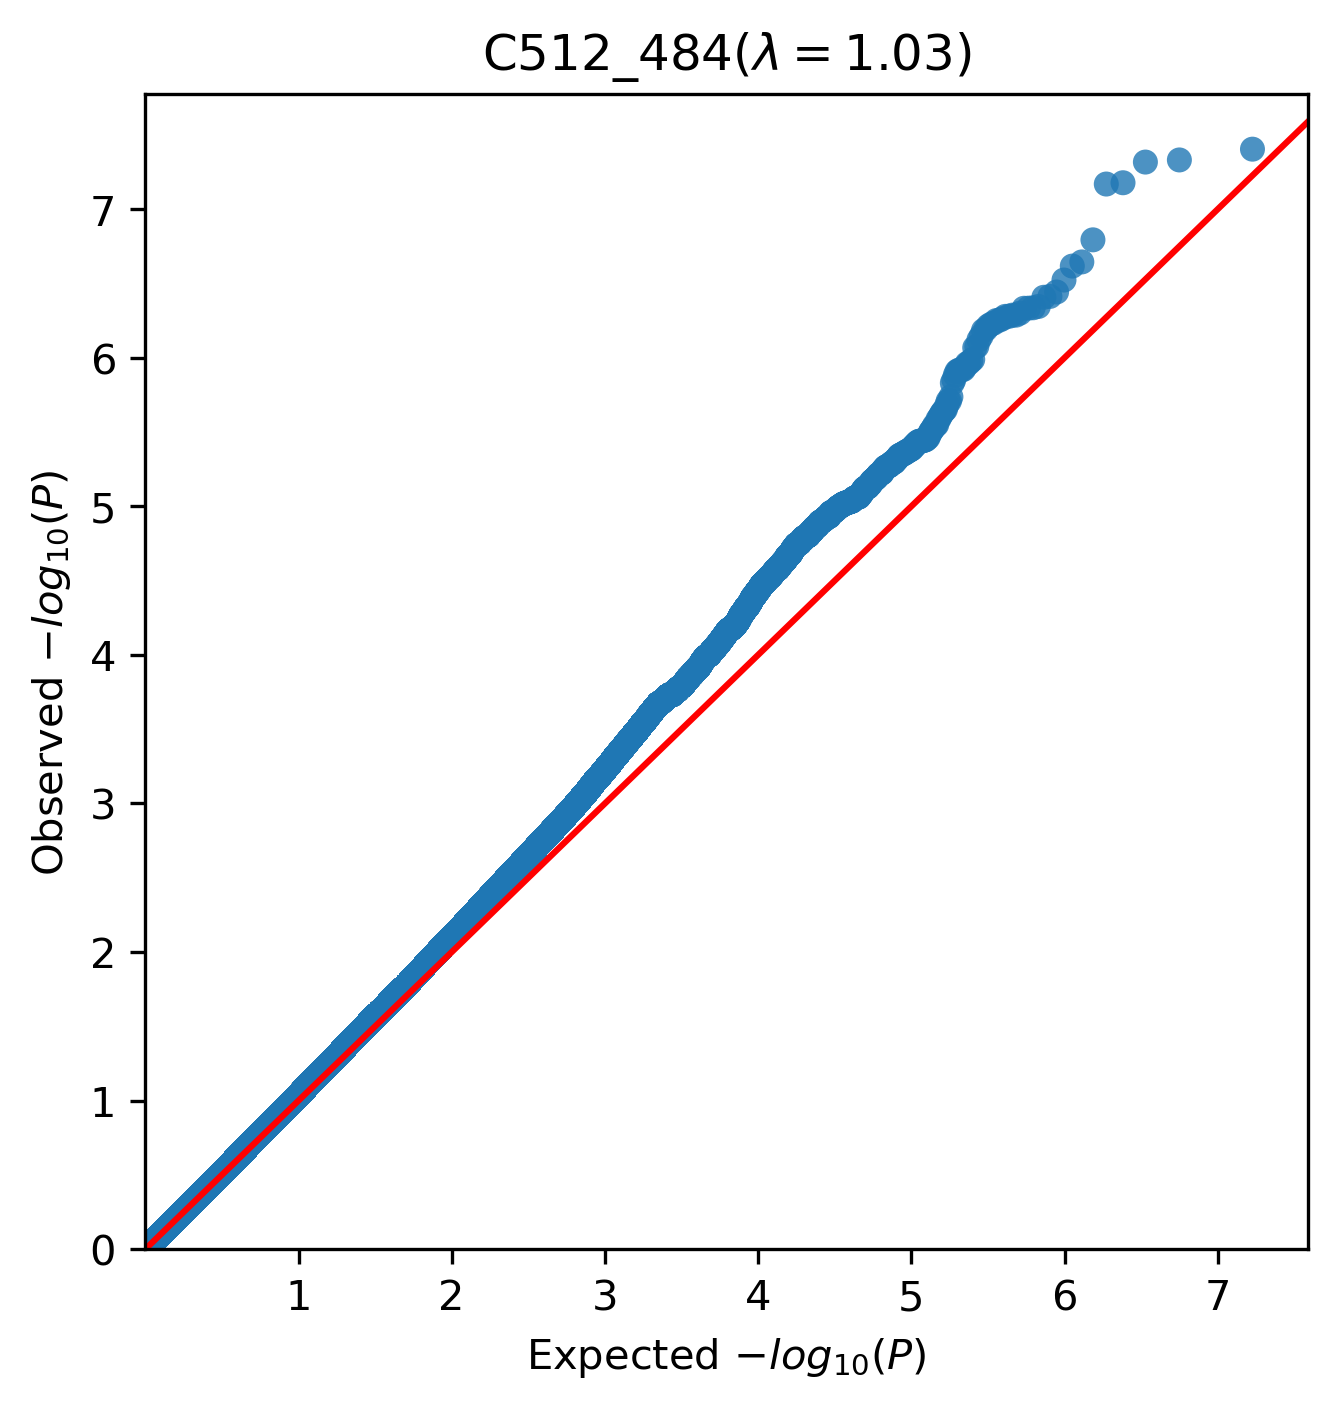 C512_484(λ = 1.03)
Observed −log₁₀(P)
7
6
5
4
3
2
1
0
1 2 3 4 5 6 7
Expected −log₁₀(P)